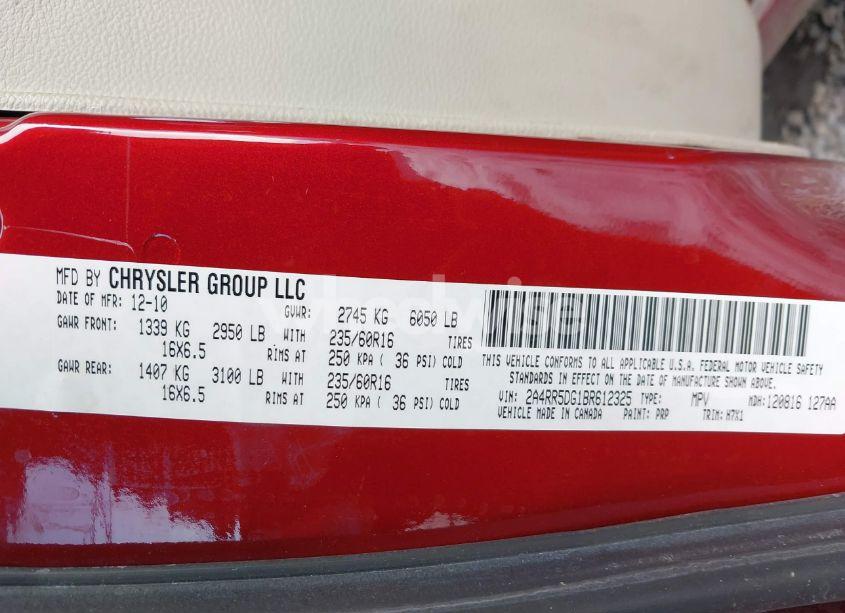 MFD BY CHRYSLER GROUP LLC
DATE OF MFR: 12-10 GVWR: 2745 KG 6050 LB
GAWR FRONT: 1339 KG 2950 LB WITH 235/60R16 TIRES
16X6.5 RIMS AT 250 KPA ( 36 PSI) COLD
GAWR REAR: 1407 KG 3100 LB WITH 235/60R16 TIRES
16X6.5 RIMS AT 250 KPA ( 36 PSI) COLD
THIS VEHICLE CONFORMS TO ALL APPLICABLE U.S.A. FEDERAL MOTOR VEHICLE SAFETY
STANDARDS IN EFFECT ON THE DATE OF MANUFACTURE SHOWN ABOVE.
VIN: 2A4RR5DG1BR612325 TYPE: MPV MDH: 120816 127AA
VEHICLE MADE IN CANADA PAINT: PRP TRIM: H7X1
wheelwise